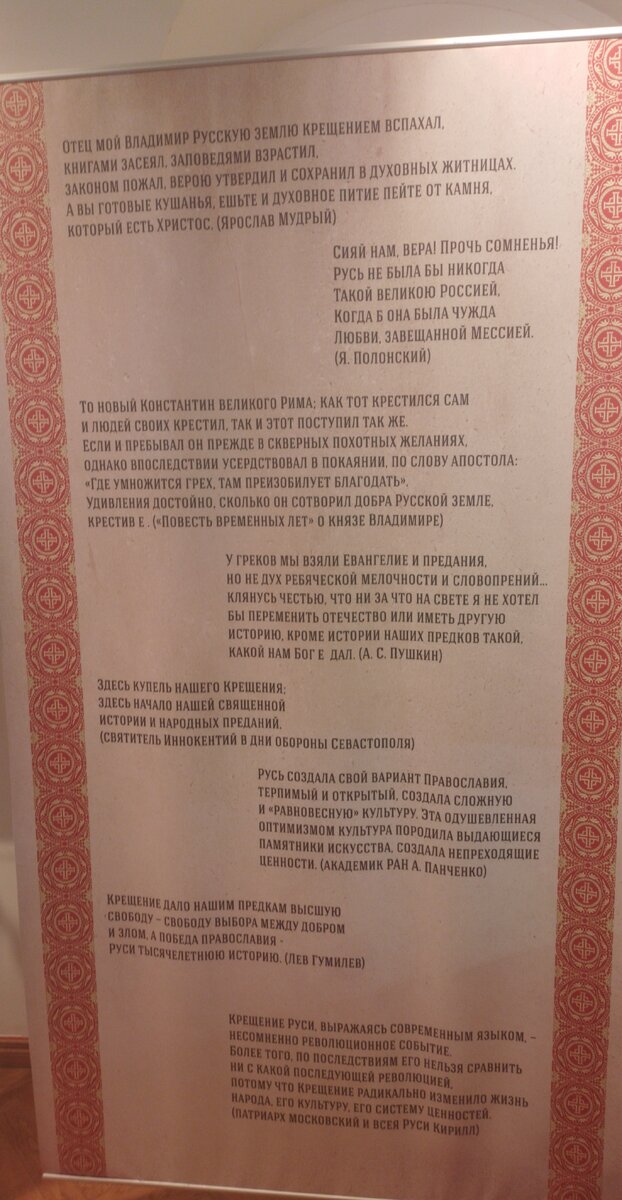 Отец мой Владимир Русскую землю крещением вспахал,
книгами засеял, заповедями взрастил,
законом пожал, верою утвердил и сохранил в духовных житницах.
А вы готовые кушанья, ешьте и духовное питие пейте от камня,
который есть Христос. (Ярослав Мудрый)
Сияй нам, вера! Прочь сомненья!
Русь не была бы никогда
Такой великою Россией,
Когда б она была чужда
Любви, завещанной Мессией.
(Я. Полонский)
То новый Константин великого Рима; как тот крестился сам
и людей своих крестил, так и этот поступил так же.
Если и пребывал он прежде в скверных похотных желаниях,
однако впоследствии усердствовал в покаянии, по слову апостола:
«Где умножится грех, там преизобилует благодать».
Удивления достойно, сколько он сотворил добра Русской земле,
крестив е . («Повесть временных лет» о князе Владимире)
У греков мы взяли Евангелие и предания,
но не дух ребяческой мелочности и словопрений...
клянусь честью, что ни за что на свете я не хотел
бы переменить отечество или иметь другую
историю, кроме истории наших предков такой,
какой нам Бог е дал. (А. С. Пушкин)
Здесь купель нашего Крещения;
здесь начало нашей священной
истории и народных преданий.
(святитель Иннокентий в дни обороны Севастополя)
Русь создала свой вариант Православия,
терпимый и открытый, создала сложную
и «равновесную» культуру. Эта одушевленная
оптимизмом культура породила выдающиеся
памятники искусства, создала непреходящие
ценности. (академик РАН А. Панченко)
Крещение дало нашим предкам высшую
свободу – свободу выбора между добром
и злом, а победа православия -
Руси тысячелетнюю историю. (Лев Гумилев)
Крещение Руси, выражаясь современным языком, –
несомненно революционное событие.
Более того, по последствиям его нельзя сравнить
ни с какой последующей революцией,
потому что Крещение радикально изменило жизнь
народа, его культуру, его систему ценностей.
(патриарх Московский и всея Руси Кирилл)